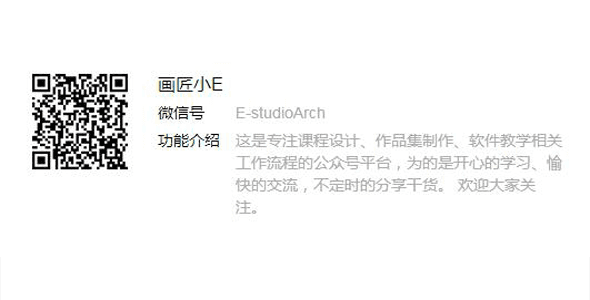 画匠小E
微信号 E-studioArch
功能介绍 这是专注课程设计、作品集制作、软件教学相关
工作流程的公众号平台，为的是开心的学习、愉
快的交流，不定时的分享干货。 欢迎大家关
注。